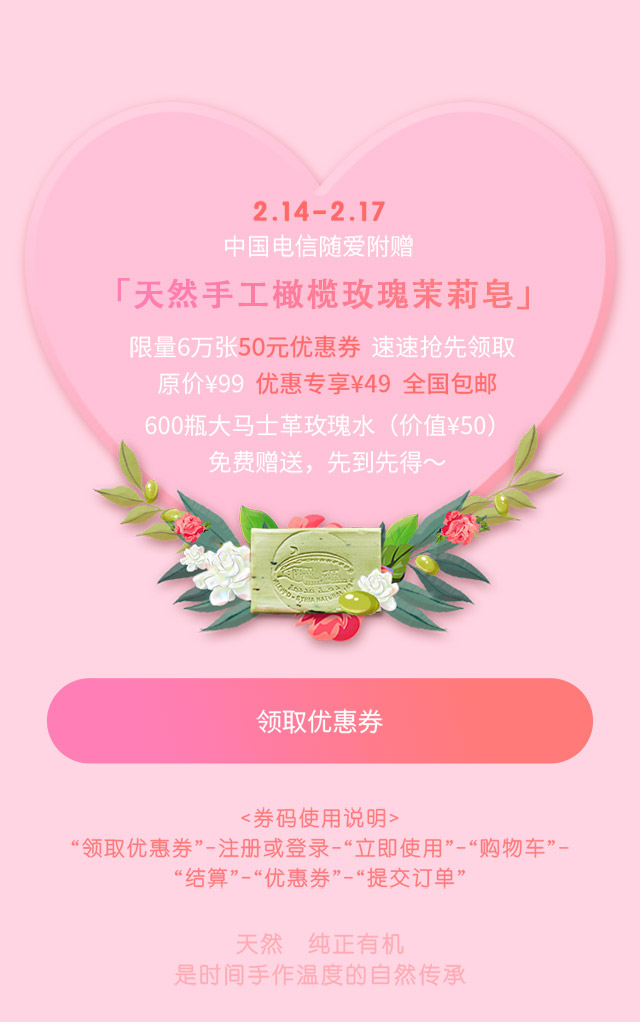 2.14-2.17
中国电信随爱附赠
「天然手工橄榄玫瑰茉莉皂」
限量6万张50元优惠券 速速抢先领取
原价¥99 优惠专享¥49 全国包邮
600瓶大马士革玫瑰水（价值¥50）
免费赠送，先到先得～
领取优惠券
<券码使用说明>
“领取优惠券”-注册或登录-“立即使用”-“购物车”-
“结算”-“优惠券”-“提交订单”
天然 纯正有机
是时间手作温度的自然传承